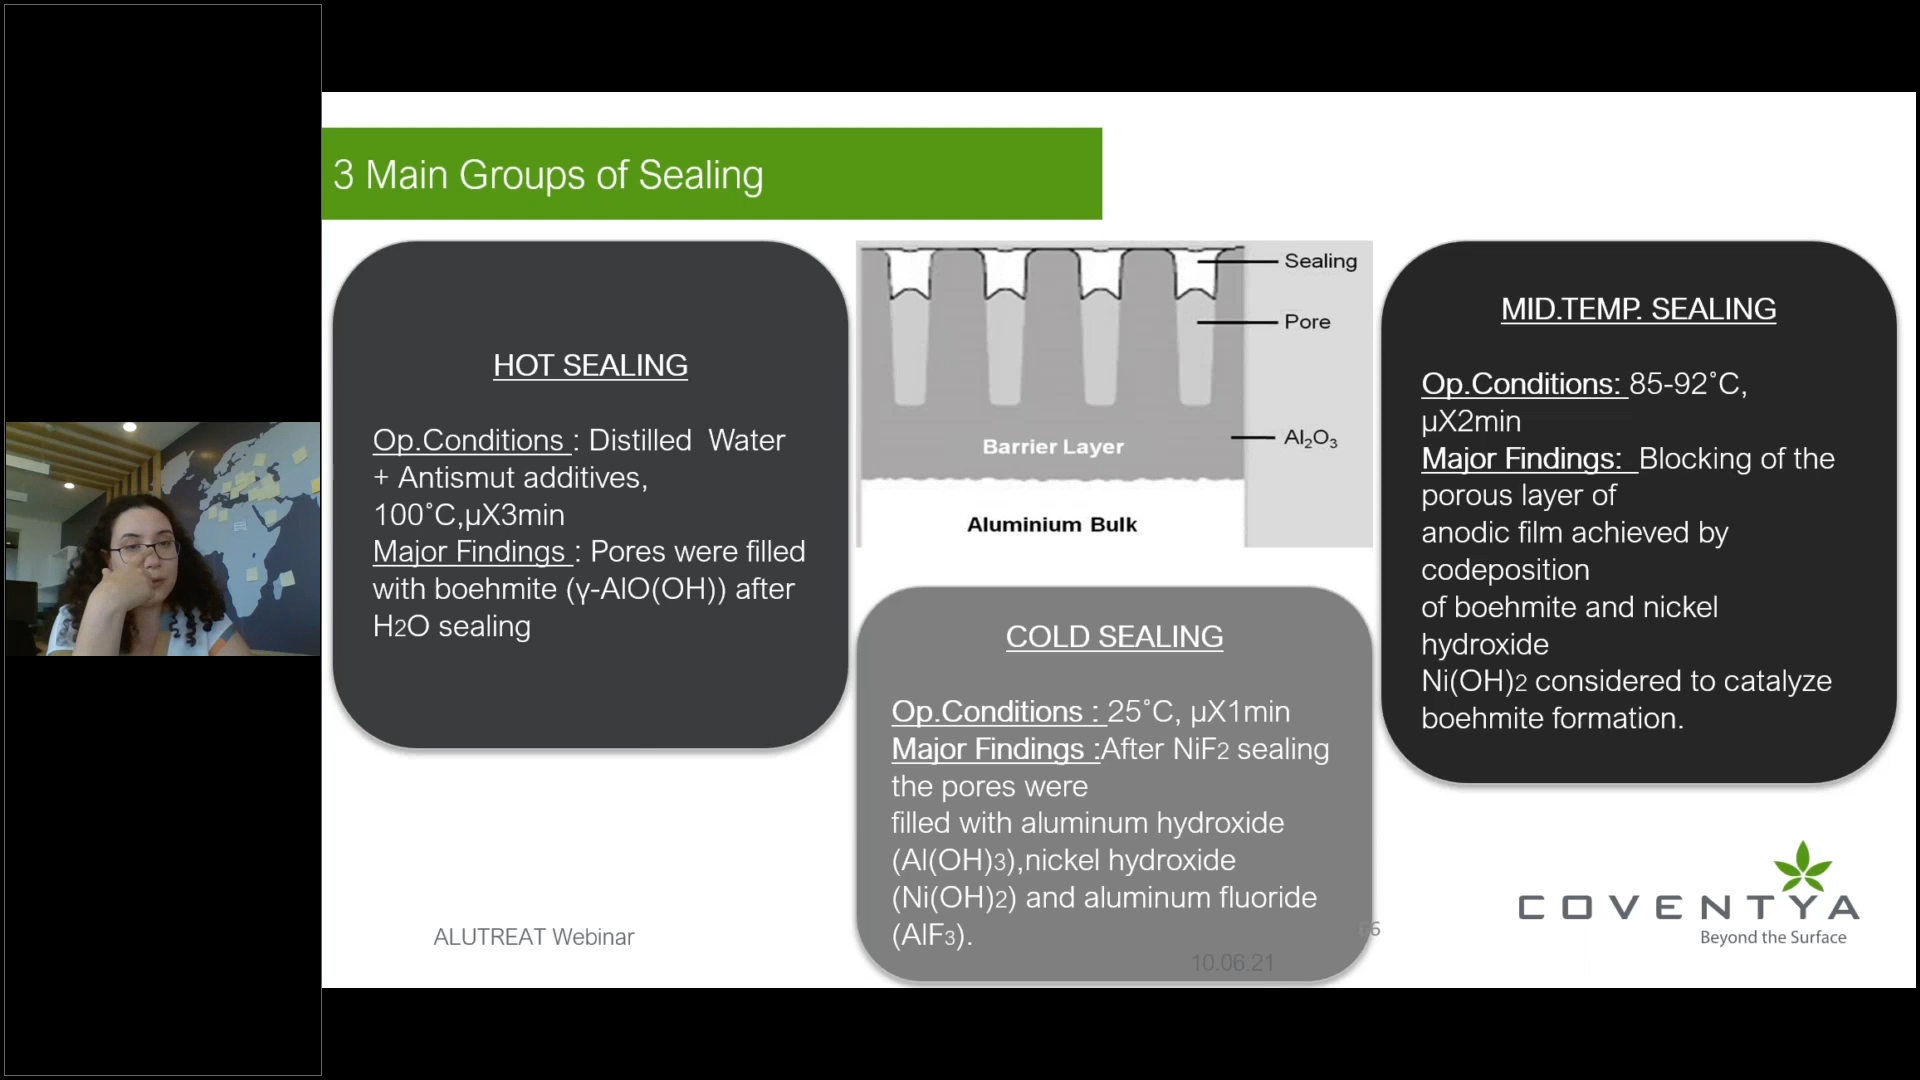 3 Main Groups of Sealing
HOT SEALING
Op.Conditions : Distilled Water
+ Antismut additives,
100˚C,µX3min
Major Findings : Pores were filled
with boehmite (γ-AlO(OH)) after
H2O sealing
Sealing
Pore
Al2O3
Barrier Layer
Aluminium Bulk
COLD SEALING
Op.Conditions : 25˚C, µX1min
Major Findings :After NiF2 sealing
the pores were
filled with aluminum hydroxide
(Al(OH)3),nickel hydroxide
(Ni(OH)2) and aluminum fluoride
(AlF3).
MID.TEMP. SEALING
Op.Conditions: 85-92˚C,
µX2min
Major Findings: Blocking of the
porous layer of
anodic film achieved by
codeposition
of boehmite and nickel
hydroxide
Ni(OH)2 considered to catalyze
boehmite formation.
ALUTREAT Webinar
10.06.21
COVENTYA
Beyond the Surface